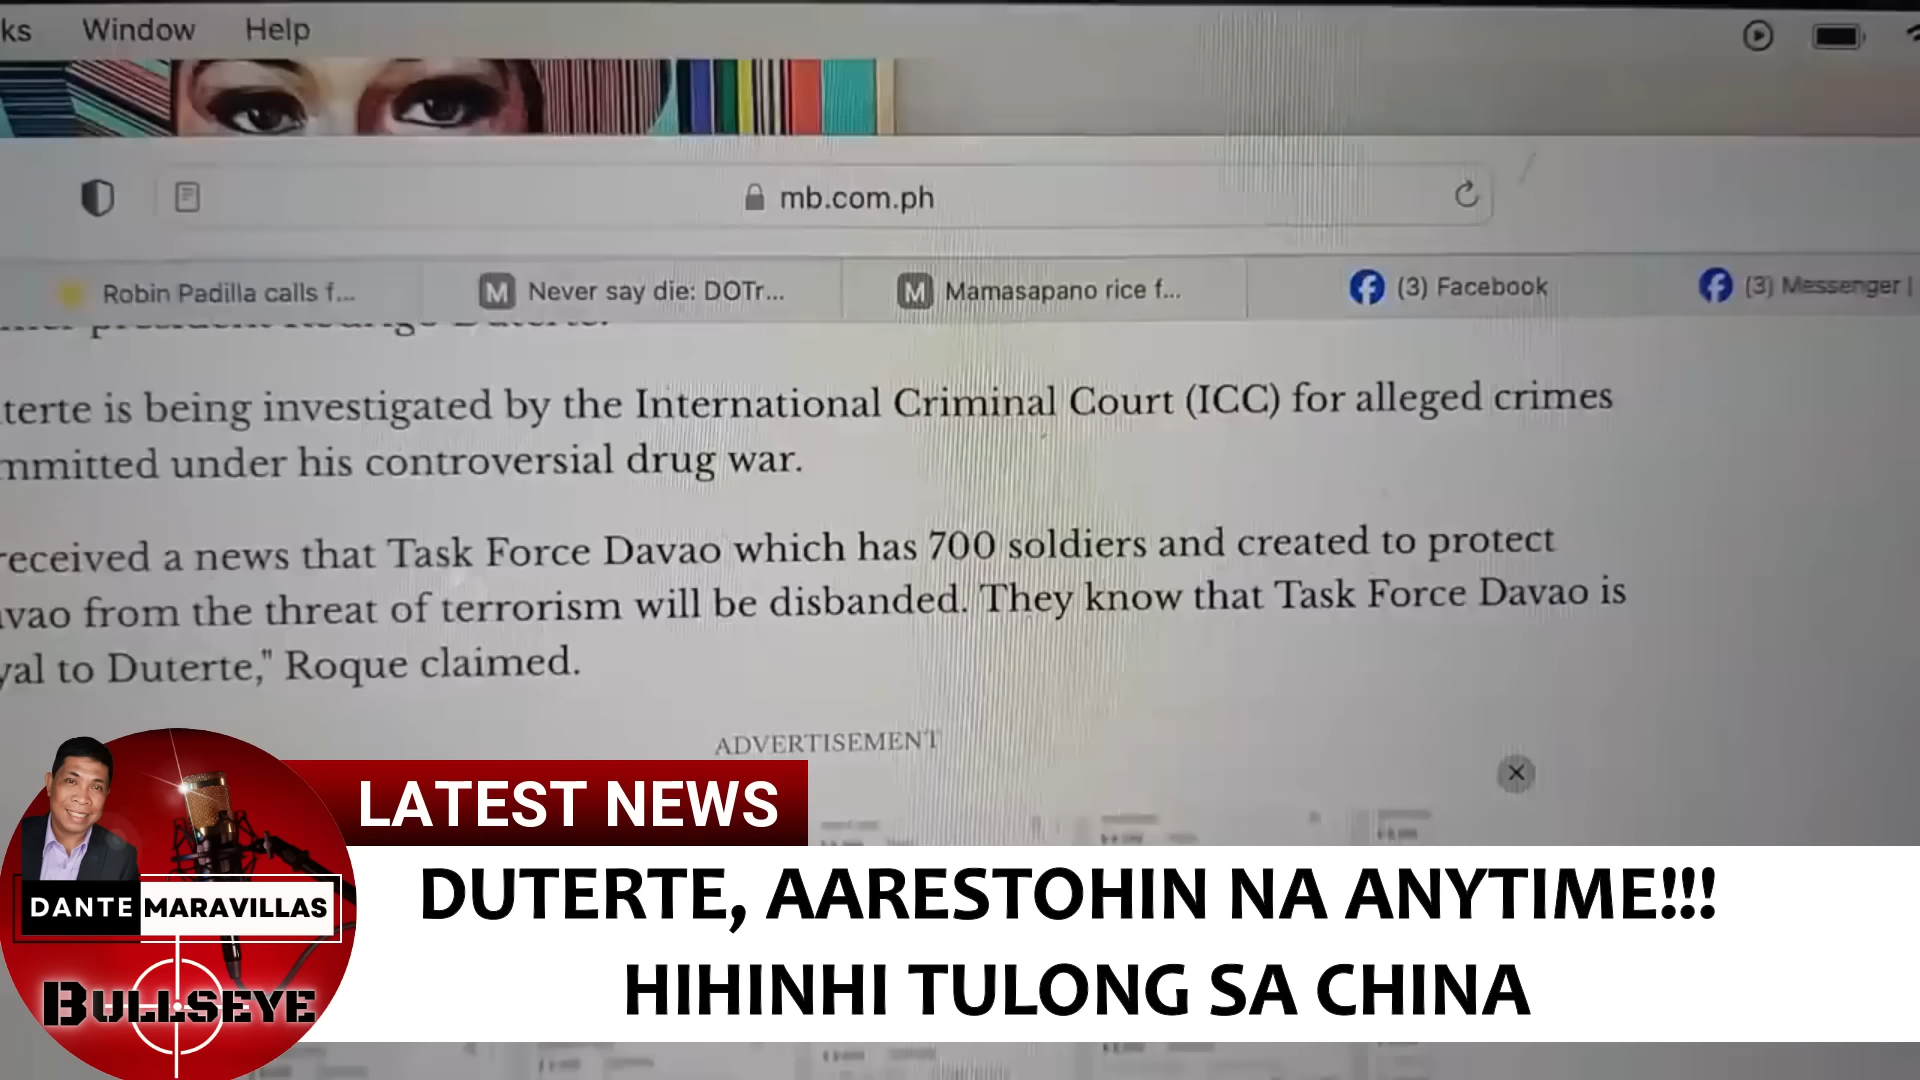 ks Window Help
mb.com.ph
Robin Padilla calls f...
M Never say die: DOTr...
M Mamasapano rice f...
(3) Facebook
(3) Messenger |
terte is being investigated by the International Criminal Court (ICC) for alleged crimes
mmitted under his controversial drug war.
received a news that Task Force Davao which has 700 soldiers and created to protect
avao from the threat of terrorism will be disbanded. They know that Task Force Davao is
yal to Duterte," Roque claimed.
ADVERTISEMENT
LATEST NEWS
DUTERTE, AARESTOHIN NA ANYTIME!!!
HIHINHI TULONG SA CHINA
DANTE MARAVILLAS
BULLSEYE